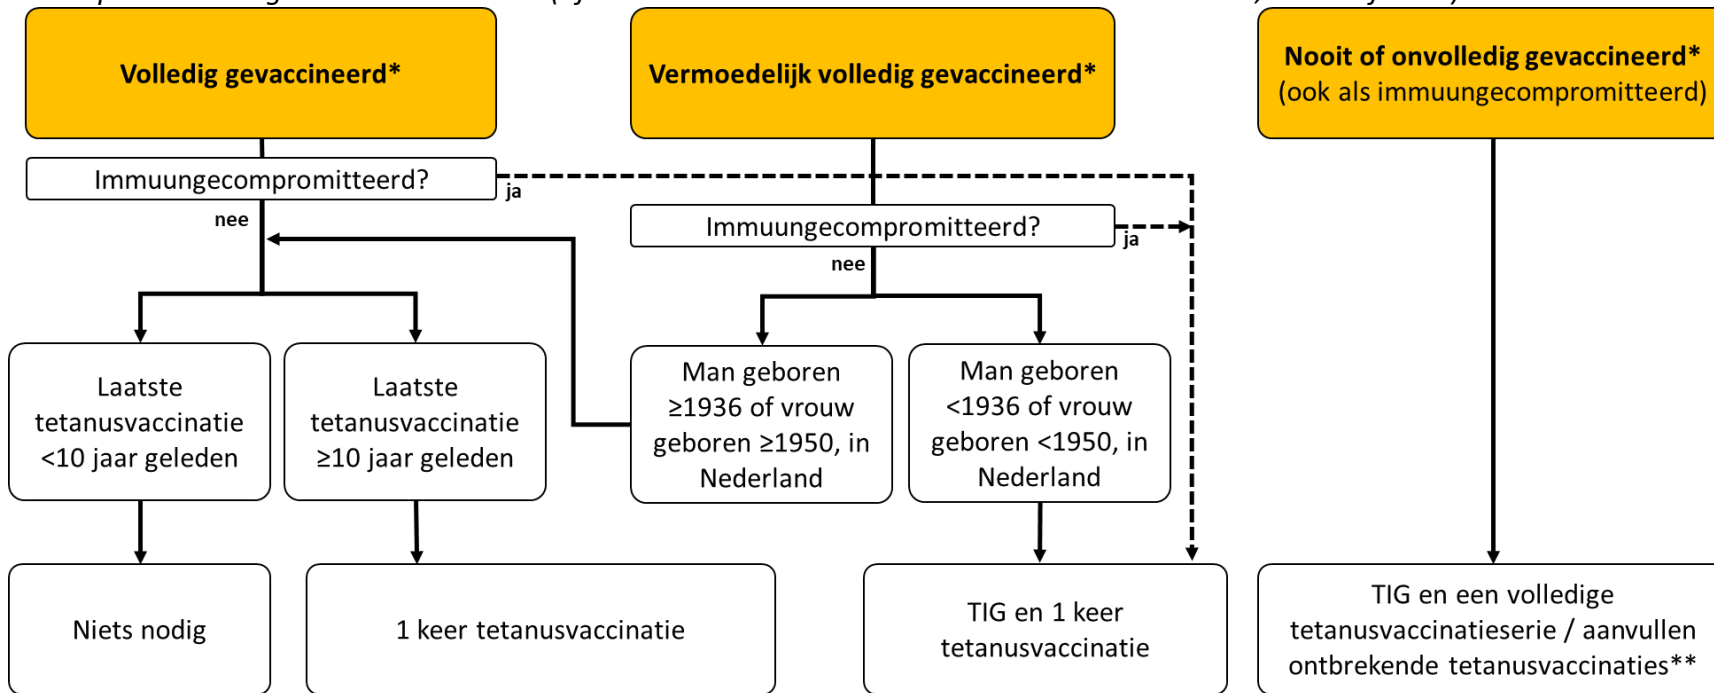 Volledig gevaccineerd*
Vermoedelijk volledig gevaccineerd*
Nooit of onvolledig gevaccineerd*
(ook als immuungecompromitteerd)
Immuungecompromitteerd?
ja
nee
Immuungecompromitteerd?
ja
nee
Laatste
tetanusvaccinatie
<10 jaar geleden
Laatste
tetanusvaccinatie
≥10 jaar geleden
Man geboren
≥1936 of vrouw
geboren ≥1950, in
Nederland
Man geboren
<1936 of vrouw
geboren <1950, in
Nederland
Niets nodig
1 keer tetanusvaccinatie
TIG en 1 keer
tetanusvaccinatie
TIG en een volledige
tetanusvaccinatieserie / aanvullen
ontbrekende tetanusvaccinaties**